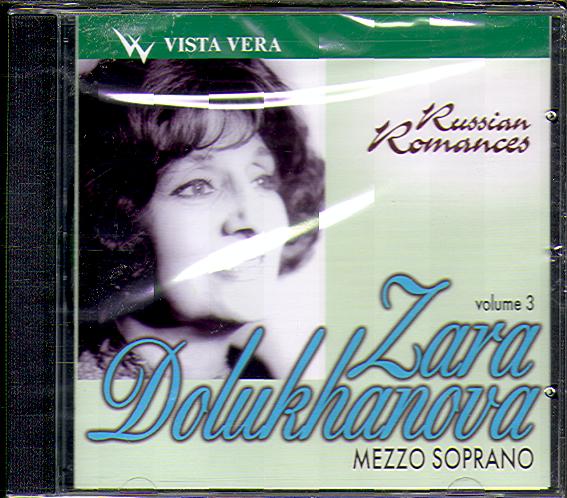 VISTA VERA
Russian
Romances
volume 3
Zara
Dolukhanova
MEZZO SOPRANO